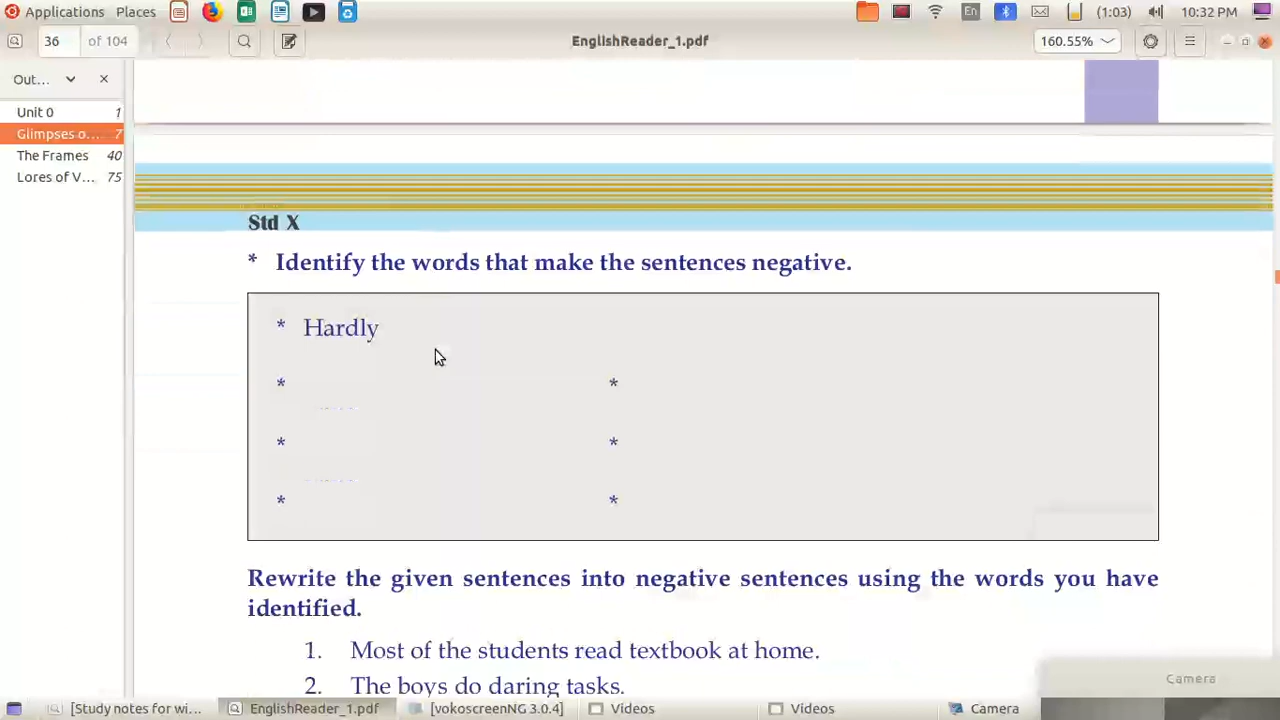 Applications Places En (1:03) 10:32 PM
36 of 104 EnglishReader_1.pdf 160.55%
Out...
Unit 0 1
Glimpses o... 7
The Frames 40
Lores of V... 75
Std X
* Identify the words that make the sentences negative.
* Hardly
* *
* *
* *
Rewrite the given sentences into negative sentences using the words you have
identified.
1. Most of the students read textbook at home.
2. The boys do daring tasks.
Camera
[Study notes for wi... EnglishReader_1.pdf [vokoscreenNG 3.0.4] Videos Videos Camera